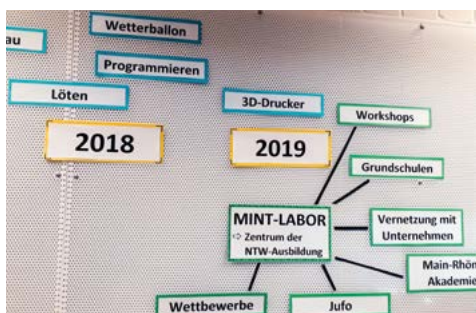 Wetterballon
au
Programmieren
Löten
3D-Drucker
Workshops
2018
2019
Grundschulen
MINT-LABOR
⇨ Zentrum der
NTW-Ausbildung
Vernetzung mit
Unternehmen
Main-Rhön
Akademie
Wettbewerbe
Jufo